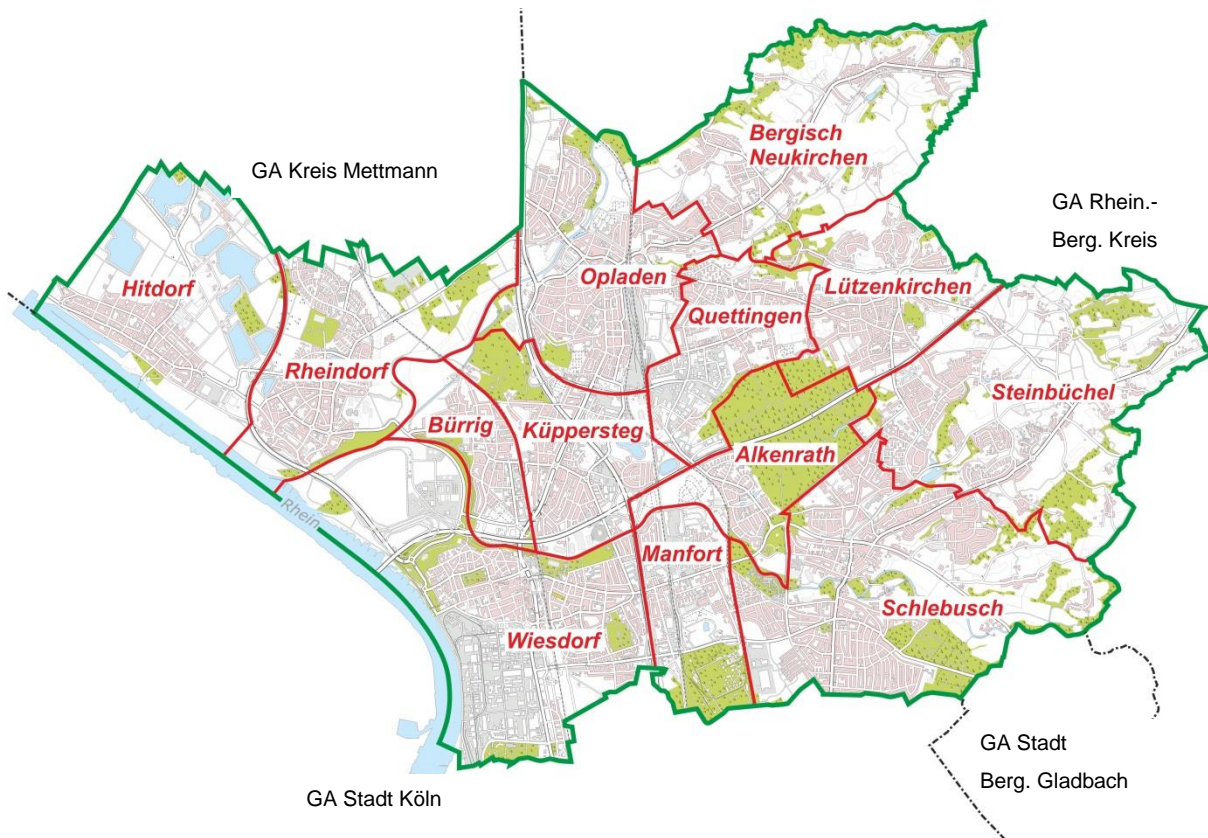 Bergisch
Neukirchen
GA Kreis Mettmann
GA Rhein.-
Berg. Kreis
Hitdorf
Opladen
Lützenkirchen
Quettingen
Rheindorf
Steinbüchel
Bürrig
Küppersteg
Alkenrath
Rhein
Manfort
Schlebusch
Wiesdorf
GA Stadt
Berg. Gladbach
GA Stadt Köln